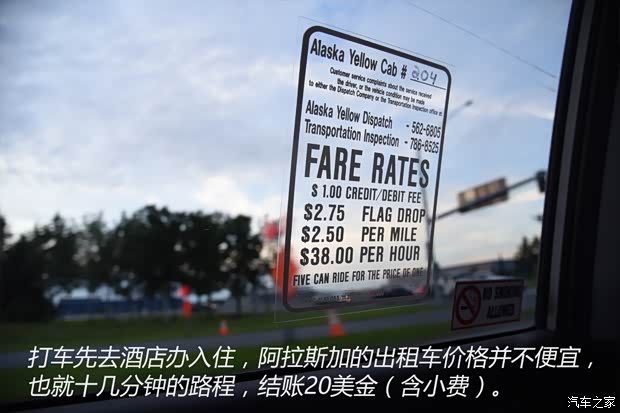 Alaska Yellow Cab # 204
Customer service complaints about the service received
the driver, or the vehicle condition may be made
to either the Dispatch Company or the Transportation Inspection office at
Alaska Yellow Dispatch - 562-6805
Transportation Inspection - 786-8525
FARE RATES
$ 1.00 CREDIT/DEBIT FEE
$2.75 FLAG DROP
$2.50 PER MILE
$38.00 PER HOUR
FIVE CAN RIDE FOR THE PRICE OF ONE
NO SMOKING
ALLOWED
打车先去酒店办入住，阿拉斯加的出租车价格并不便宜，
也就十几分钟的路程，结账20美金（含小费）。
汽车之家